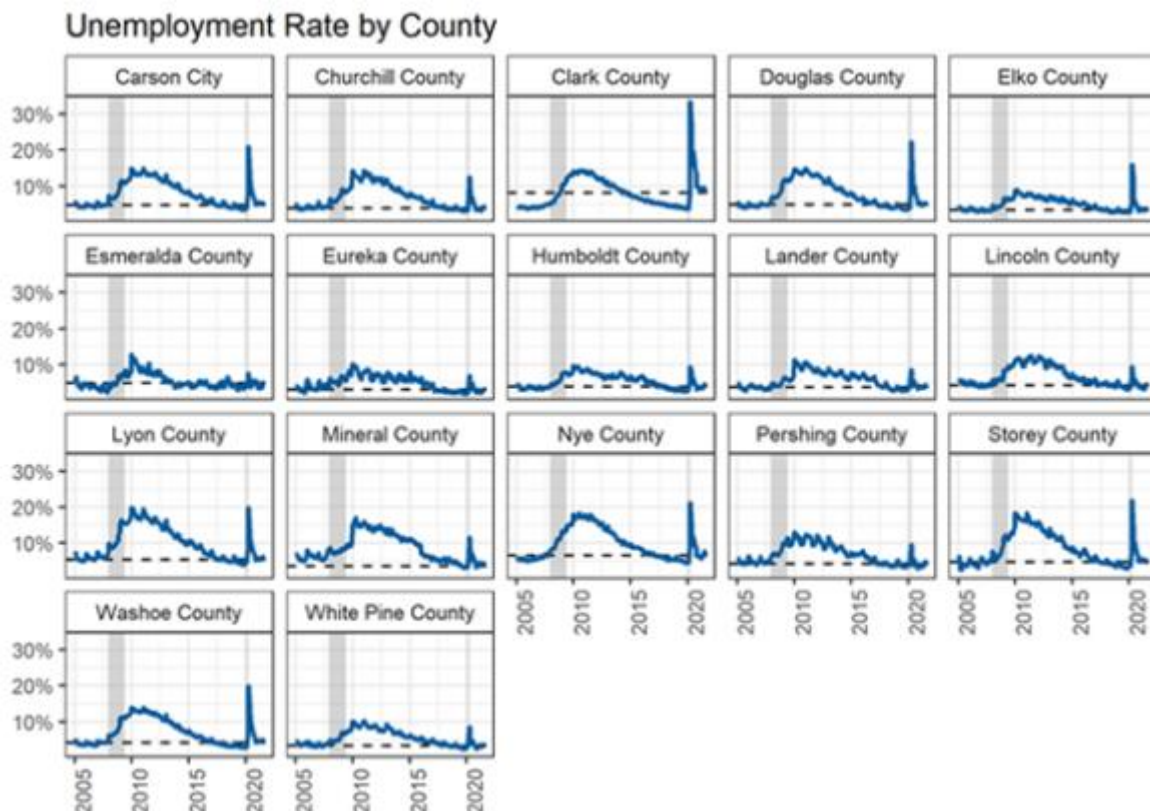 Unemployment Rate by County
Carson City Churchill County Clark County Douglas County Elko County
30%
20%
10%
Esmeralda County Eureka County Humboldt County Lander County Lincoln County
30%
20%
10%
Lyon County Mineral County Nye County Pershing County Storey County
30%
20%
10%
2005 2010 2015 2020 2005 2010 2015 2020 2005 2010 2015 2020
Washoe County White Pine County
30%
20%
10%
2005 2010 2015 2020 2005 2010 2015 2020